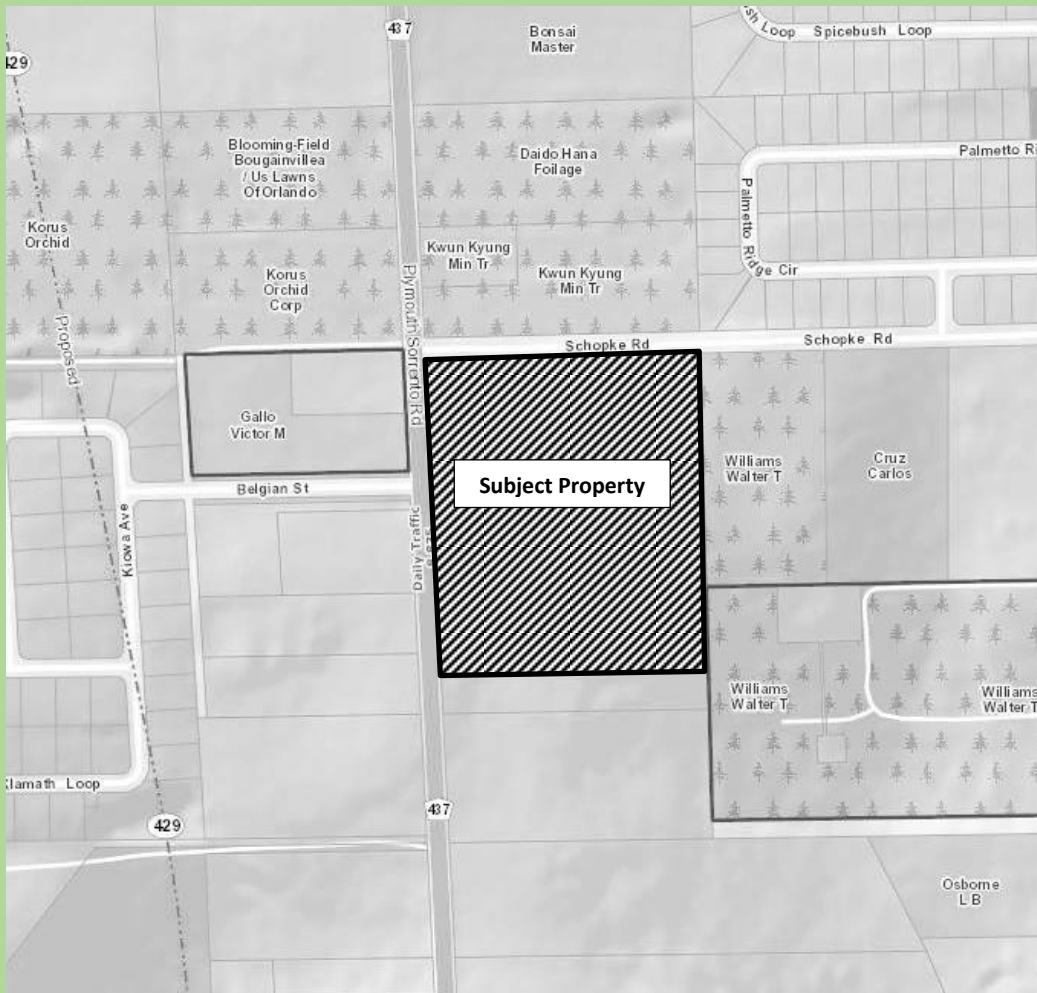 437
Bonsai
Master
sh Loop
Spicebush Loop
429
Blooming-Field
Bougainvillea
/ Us Lawns
Of Orlando
Daido Hana
Foilage
Palmetto Ri
Korus
Orchid
Palmetto Ridge Cir
Kwun Kyung
Min Tr
Kwun Kyung
Min Tr
Korus
Orchid
Corp
Proposed
Plymouth Sorrento Rd
Schopke Rd
Schopke Rd
Gallo
Victor M
Williams
Walter T
Cruz
Carlos
Subject Property
Belgian St
Kiowa Ave
Daily Traffic
Williams
Walter T
Williams
Walter T
Klamath Loop
437
429
Osborne
L B